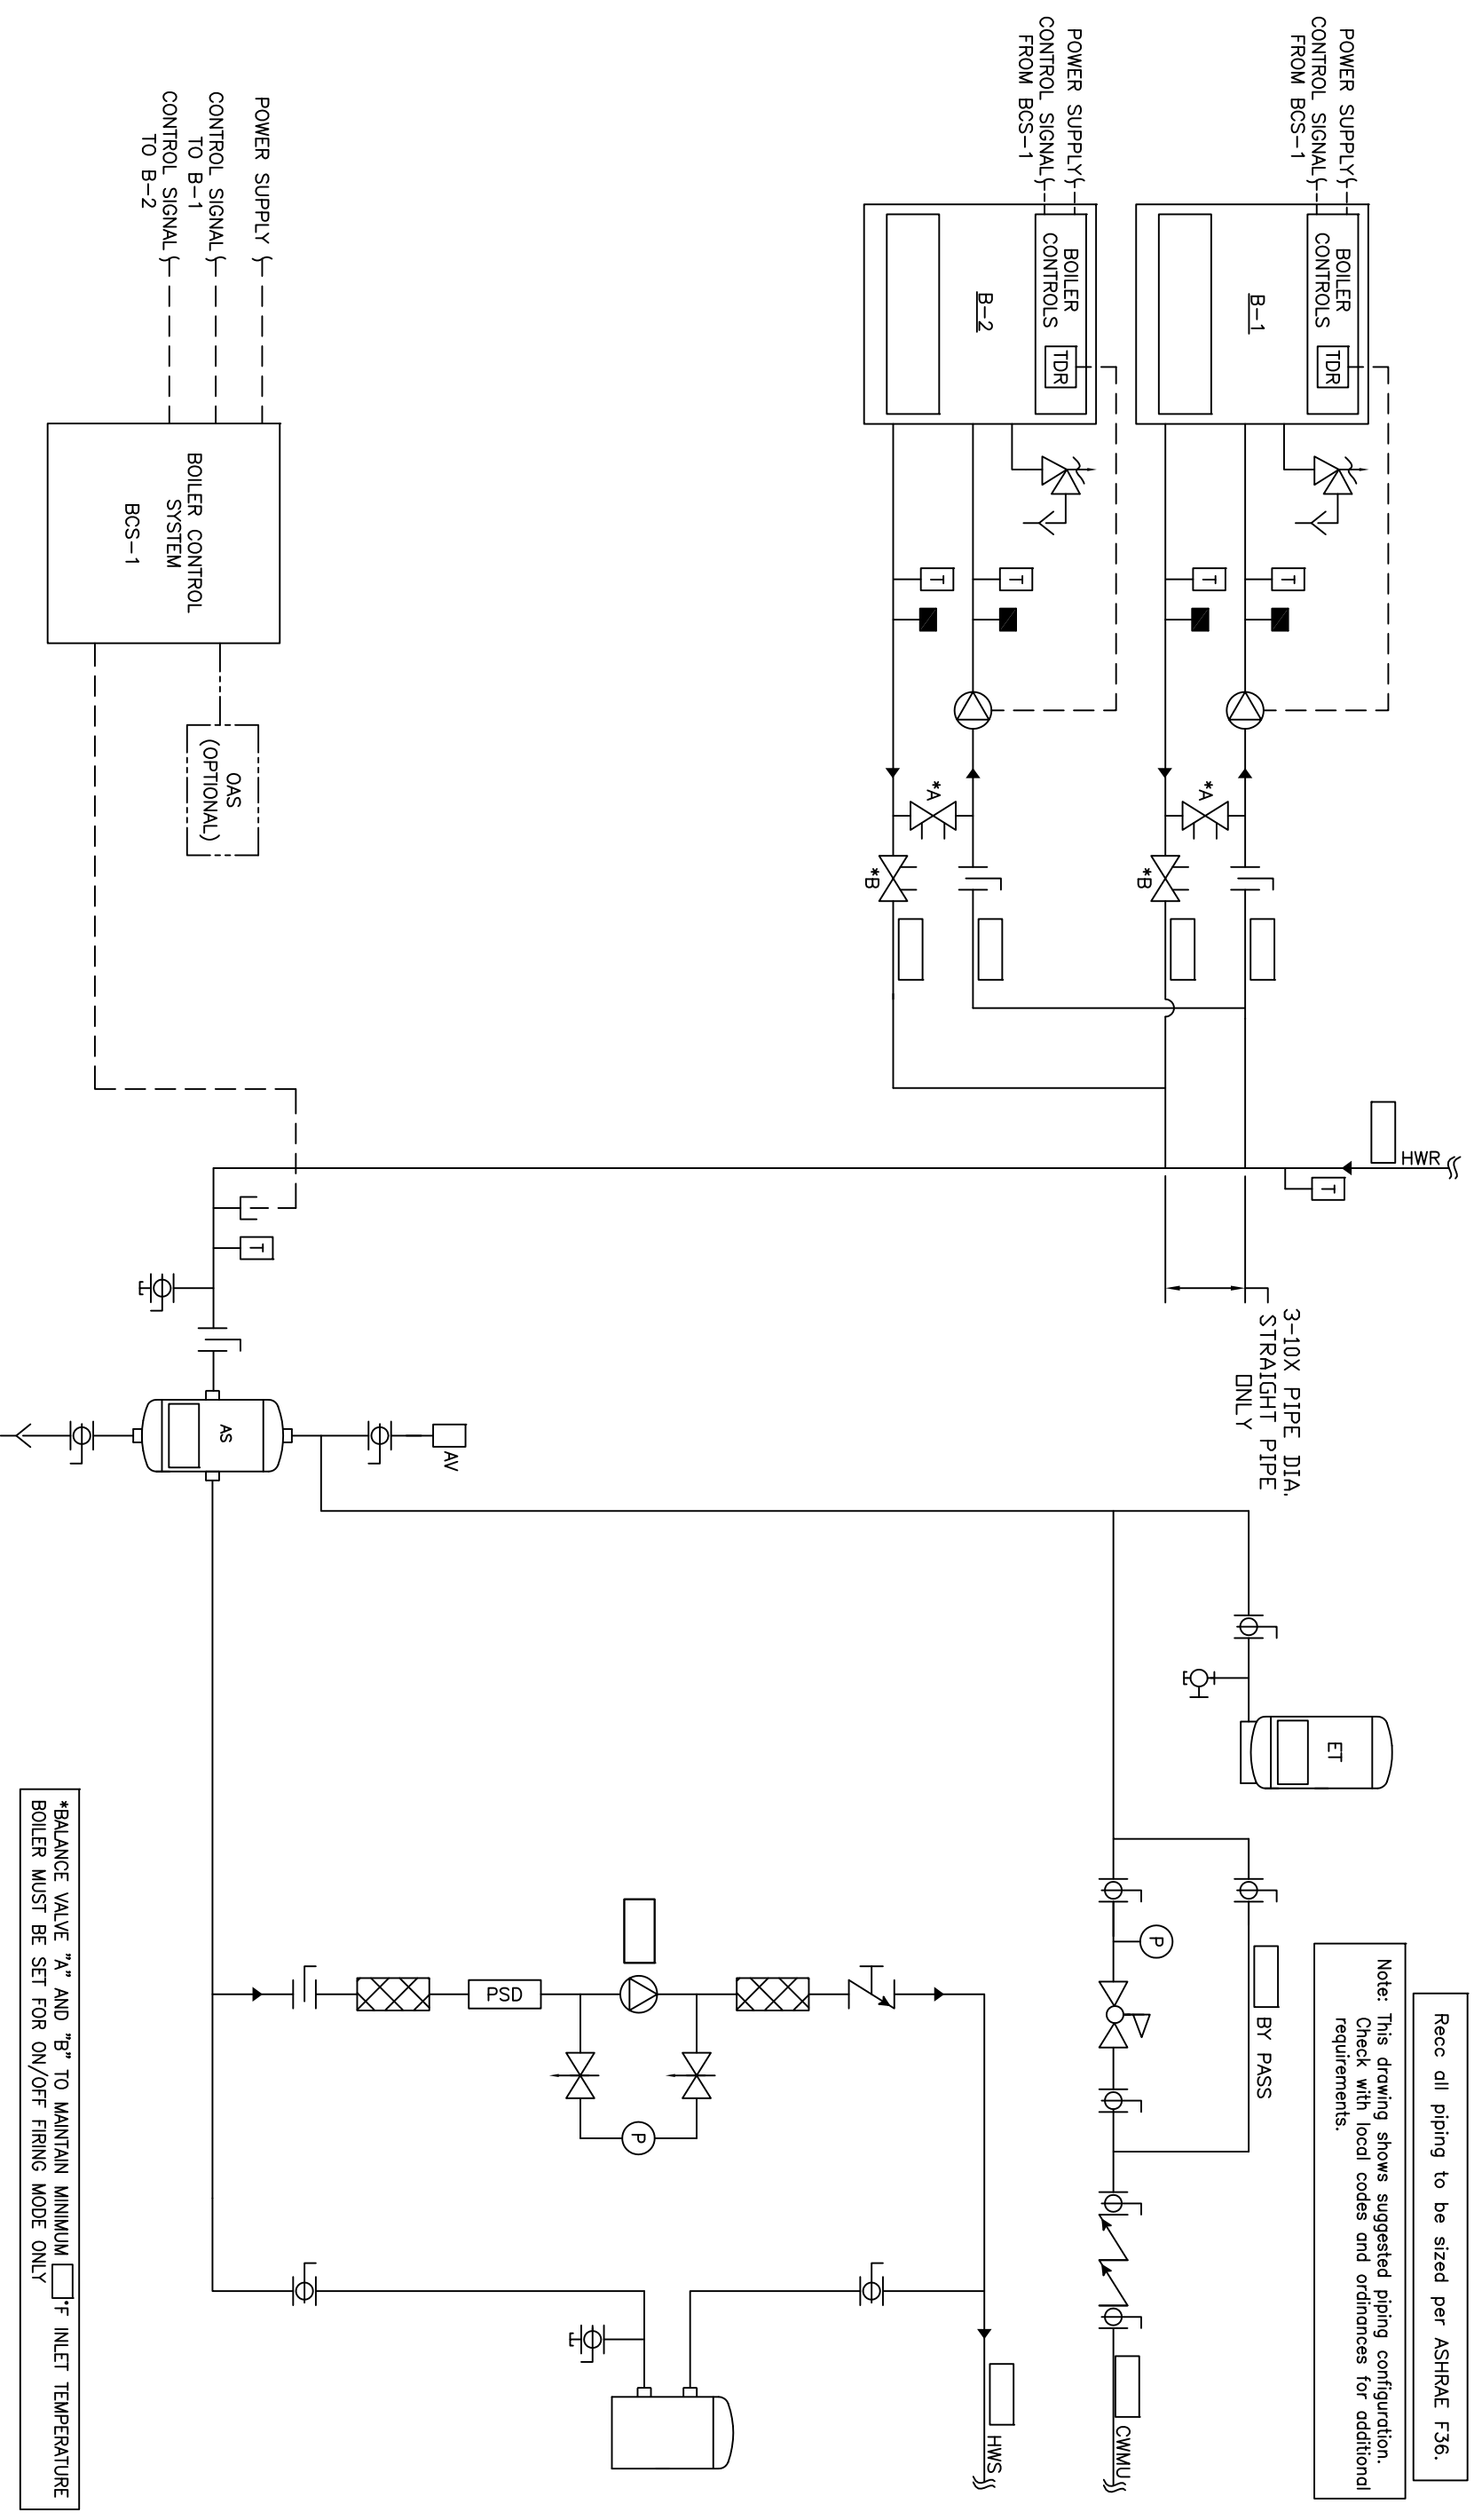 Recc all piping to be sized per ASHRAE F36.
Note: This drawing shows suggested piping configuration.
Check with local codes and ordinances for additional
requirements.
POWER SUPPLY
CONTROL SIGNAL
FROM BCS-1
BOILER
CONTROLS
TDR
B-1
T
T
*A
*B
POWER SUPPLY
CONTROL SIGNAL
FROM BCS-1
BOILER
CONTROLS
TDR
B-2
T
T
*A
*B
HWR
T
3-10X PIPE DIA.
STRAIGHT PIPE
ONLY
ET
BY PASS
P
CWMU
HWS
POWER SUPPLY
CONTROL SIGNAL
TO B-1
CONTROL SIGNAL
TO B-2
BOILER CONTROL
SYSTEM
BCS-1
OAS
(OPTIONAL)
T
AV
AS
PSD
P
*BALANCE VALVE "A" AND "B" TO MAINTAIN MINIMUM °F INLET TEMPERATURE
BOILER MUST BE SET FOR ON/OFF FIRING MODE ONLY